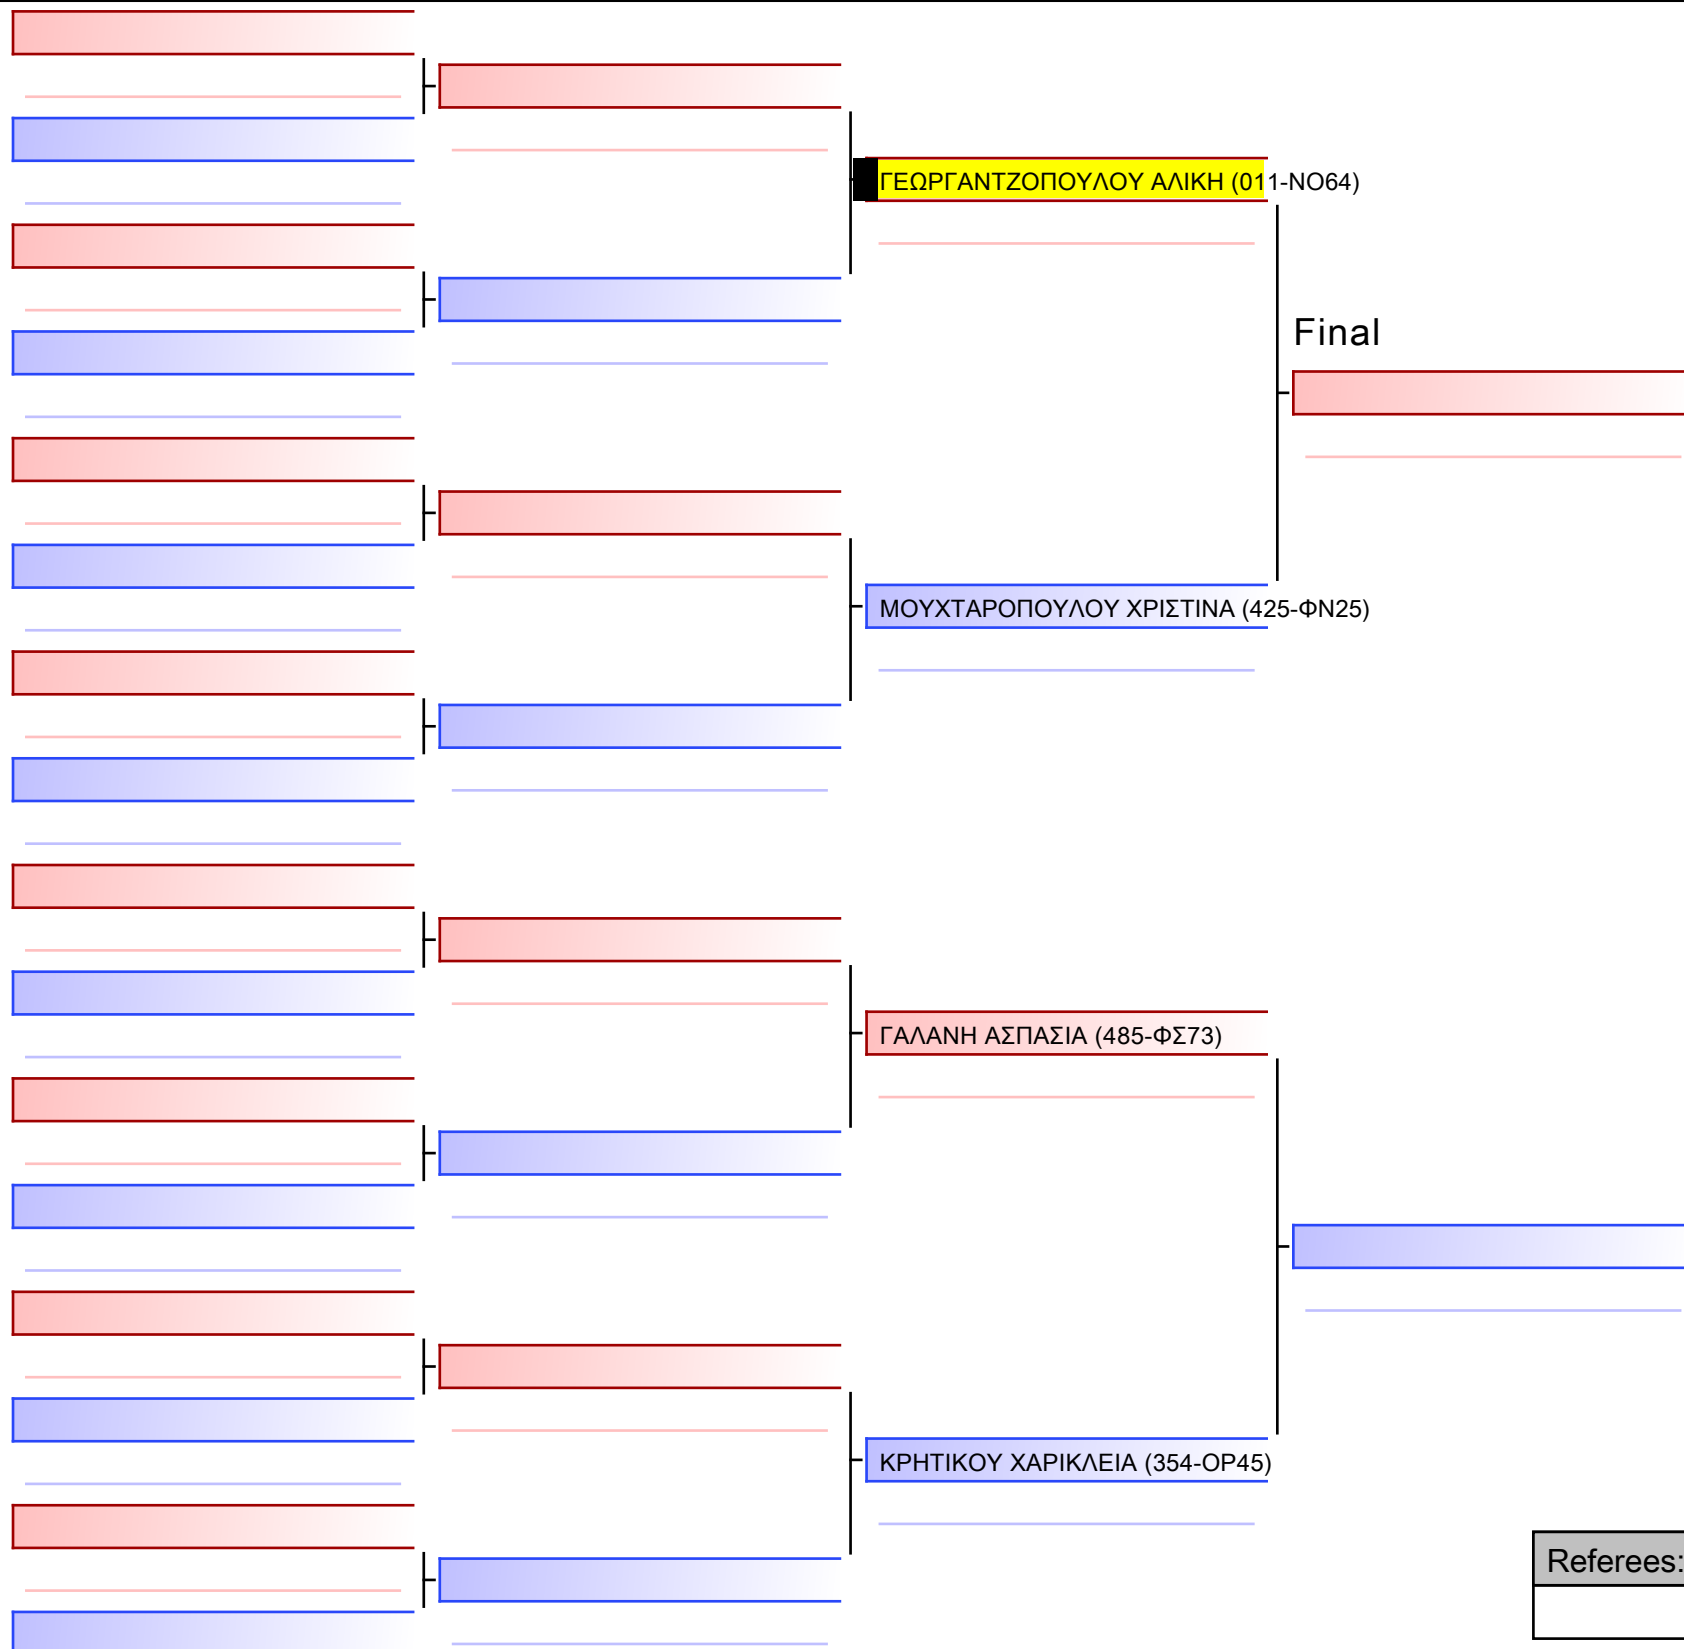 ΓΕΩΡΓΑΝΤΖΟΠΟΥΛΟΥ ΑΛΙΚΗ (011-ΝΟ64)
Final
ΜΟΥΧΤΑΡΟΠΟΥΛΟΥ ΧΡΙΣΤΙΝΑ (425-ΦΝ25)
ΓΑΛΑΝΗ ΑΣΠΑΣΙΑ (485-ΦΣ73)
ΚΡΗΤΙΚΟΥ ΧΑΡΙΚΛΕΙΑ (354-ΟΡ45)
Referees: